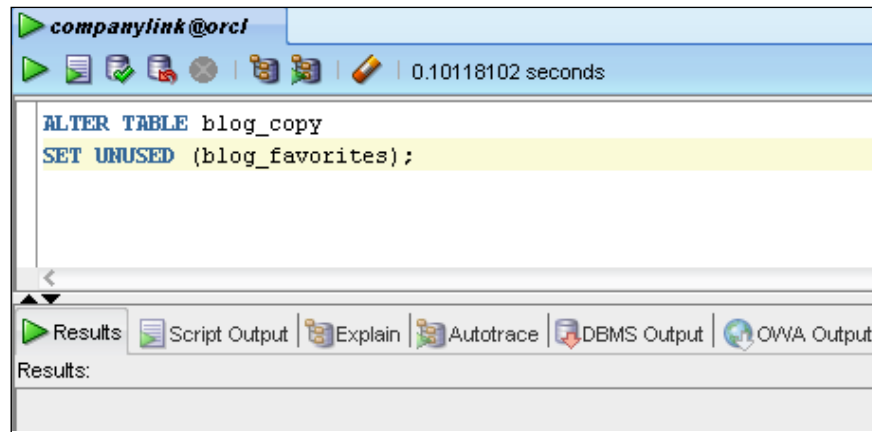 companylink@orcl
0.10118102 seconds
ALTER TABLE blog_copy
SET UNUSED (blog_favorites);
Results Script Output Explain Autotrace DBMS Output OWA Output
Results: